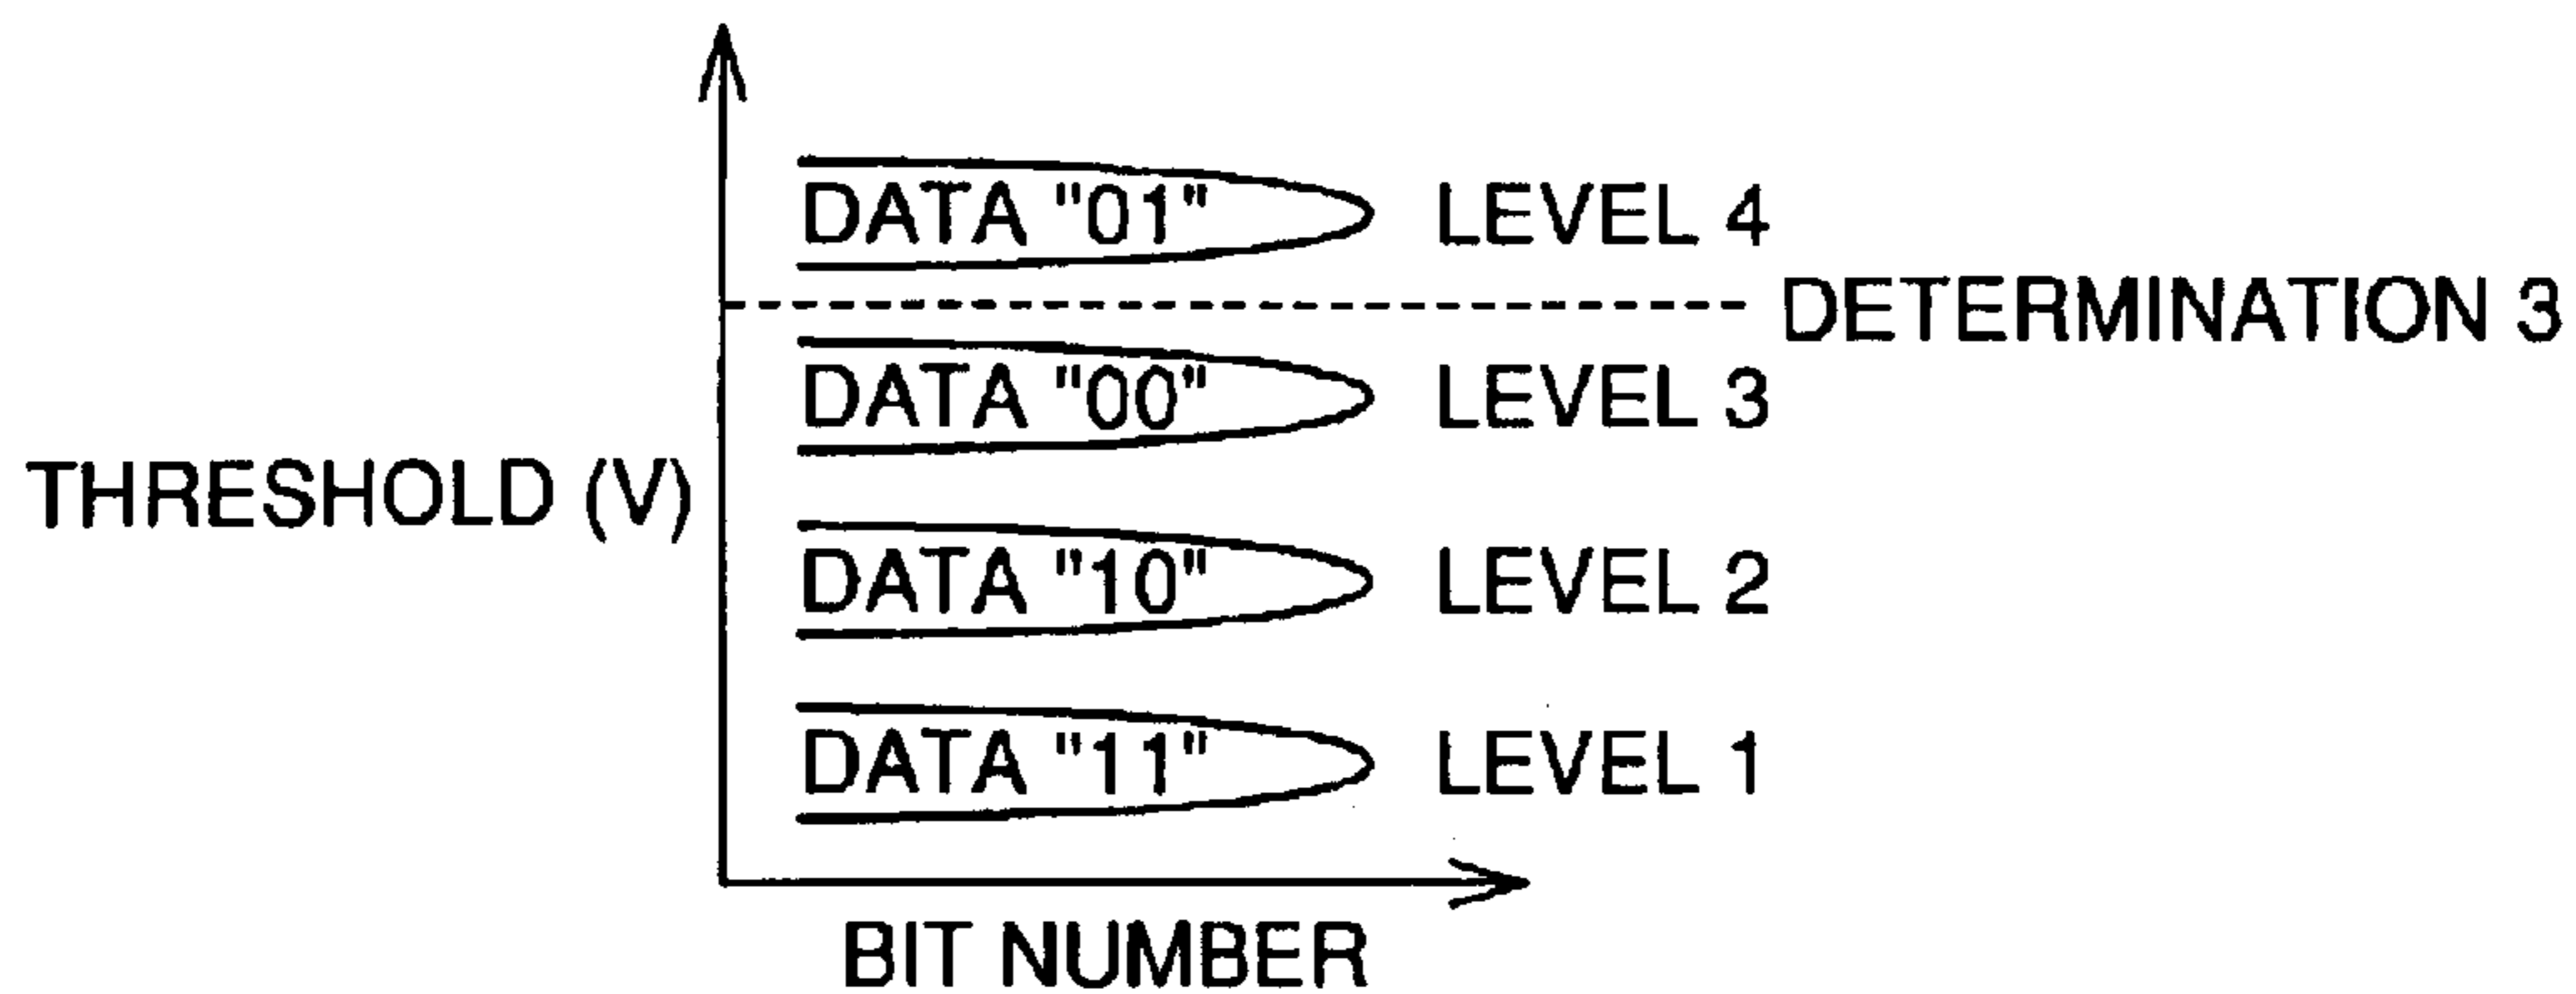 DATA "01" LEVEL 4
DETERMINATION 3
DATA "00" LEVEL 3
THRESHOLD (V)
DATA "10" LEVEL 2
DATA "11" LEVEL 1
BIT NUMBER